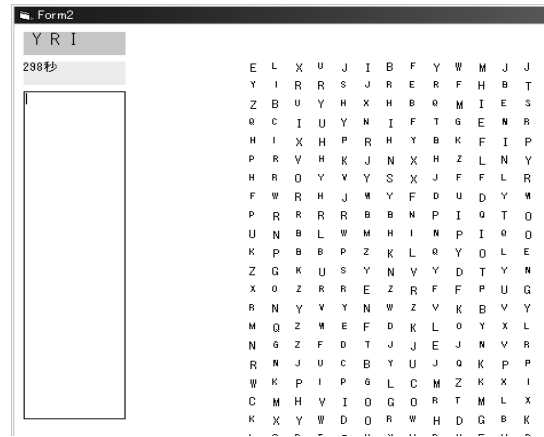 Form2
Y R I
298秒
E L X U J I B F Y W M J J
Y I R R S J R E R F H B T
Z B U Y H X H B Q M I E S
Q C I U Y N I F T G E N R
H I X H P R H Y B K F I P
P R V H K J N X H Z L N Y
H R O Y V Y S X J F F L R
F W R H J W Y F D U D Y W
P R R R R B B N P I Q T O
U N B L W M H I N P I Q O
K P B B P Z K L Q Y O L E
Z G K U S Y N V Y D T Y N
X O Z R R E Z R F F P U G
R N Y V Y N W Z V K B V Y
M Q Z W E F D K L O Y X L
N G Z F D T J J E J N V R
R N J U C B Y U J Q K P P
W K P I P G L C M Z K X I
C M H V I O G O R T M L X
K X Y W D O R W H D G B K